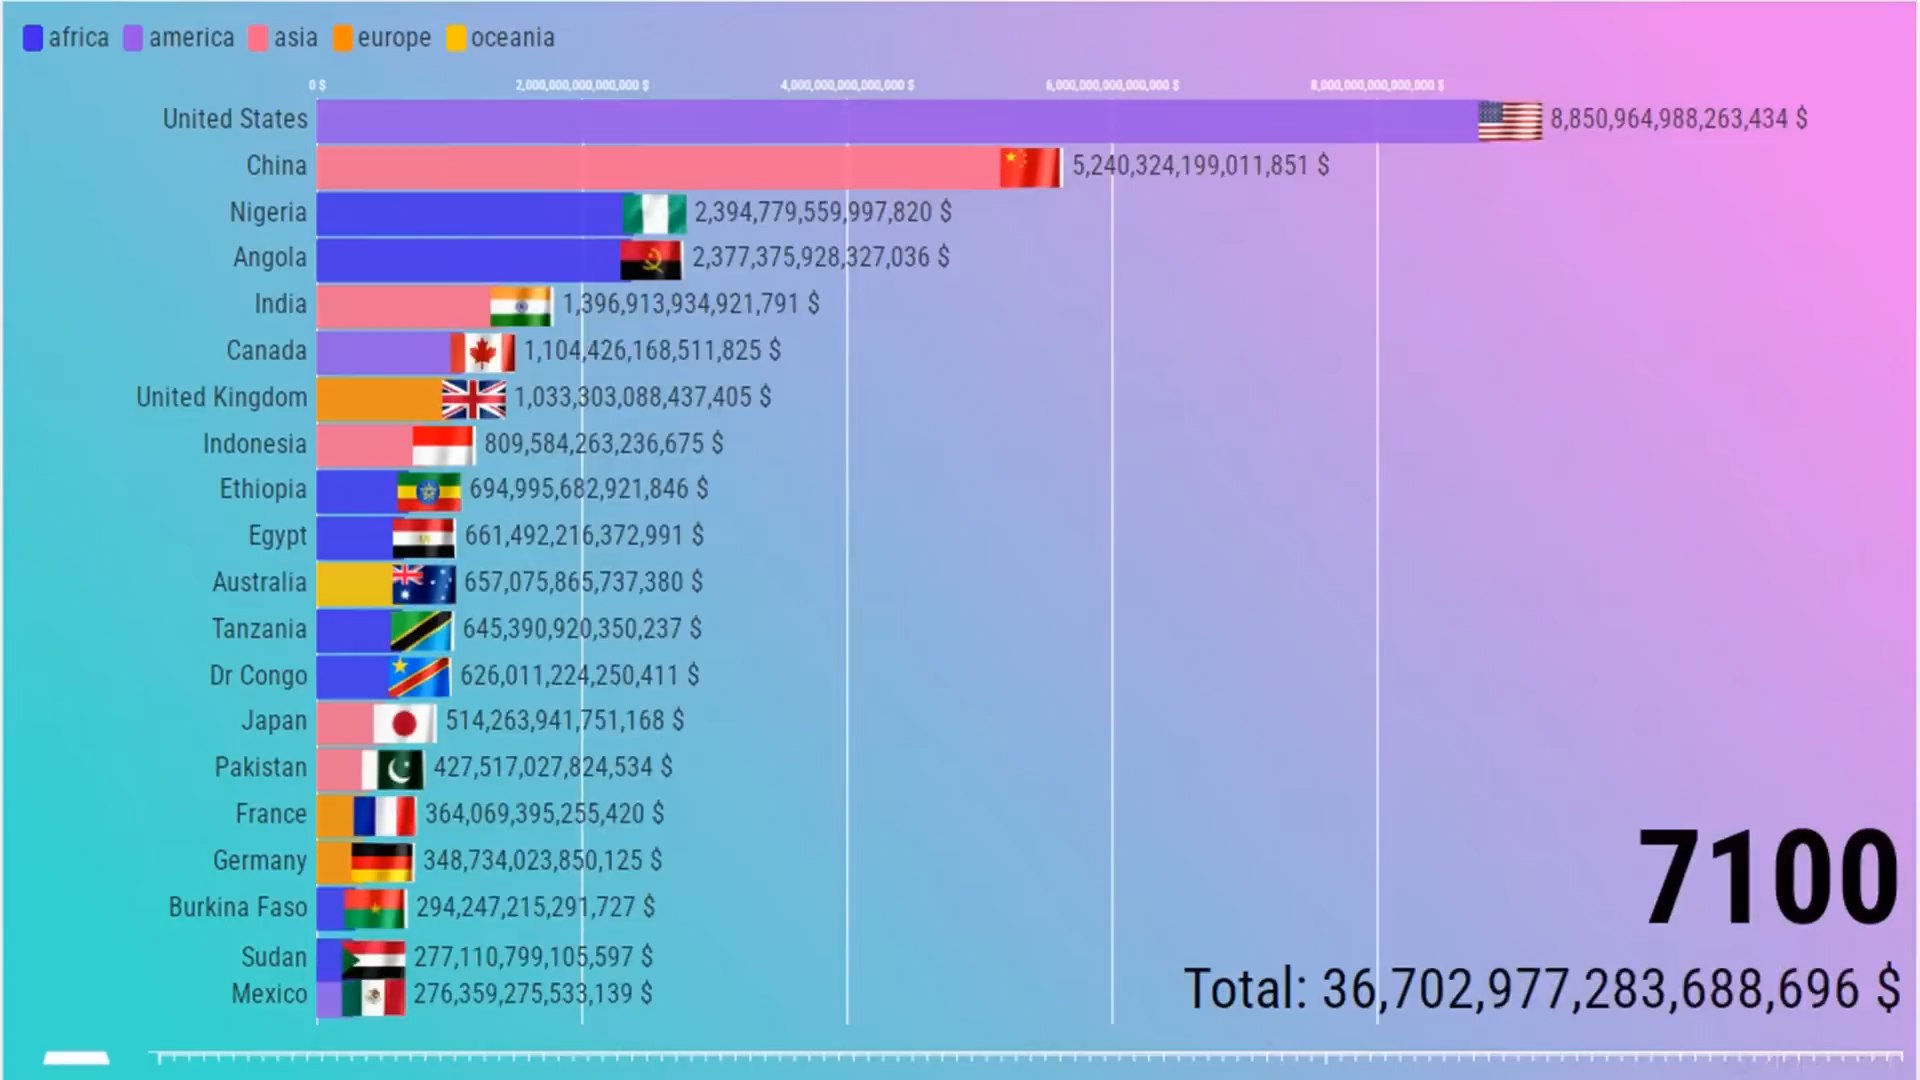 africa america asia europe oceania
0 $ 2,000,000,000,000,000 $ 4,000,000,000,000,000 $ 6,000,000,000,000,000 $ 8,000,000,000,000,000 $
United States 8,850,964,988,263,434 $
China 5,240,324,199,011,851 $
Nigeria 2,394,779,559,997,820 $
Angola 2,377,375,928,327,036 $
India 1,396,913,934,921,791 $
Canada 1,104,426,168,511,825 $
United Kingdom 1,033,303,088,437,405 $
Indonesia 809,584,263,236,675 $
Ethiopia 694,995,682,921,846 $
Egypt 661,492,216,372,991 $
Australia 657,075,865,737,380 $
Tanzania 645,390,920,350,237 $
Dr Congo 626,011,224,250,411 $
Japan 514,263,941,751,168 $
Pakistan 427,517,027,824,534 $
France 364,069,395,255,420 $
Germany 348,734,023,850,125 $
Burkina Faso 294,247,215,291,727 $
Sudan 277,110,799,105,597 $
Mexico 276,359,275,533,139 $
7100
Total: 36,702,977,283,688,696 $